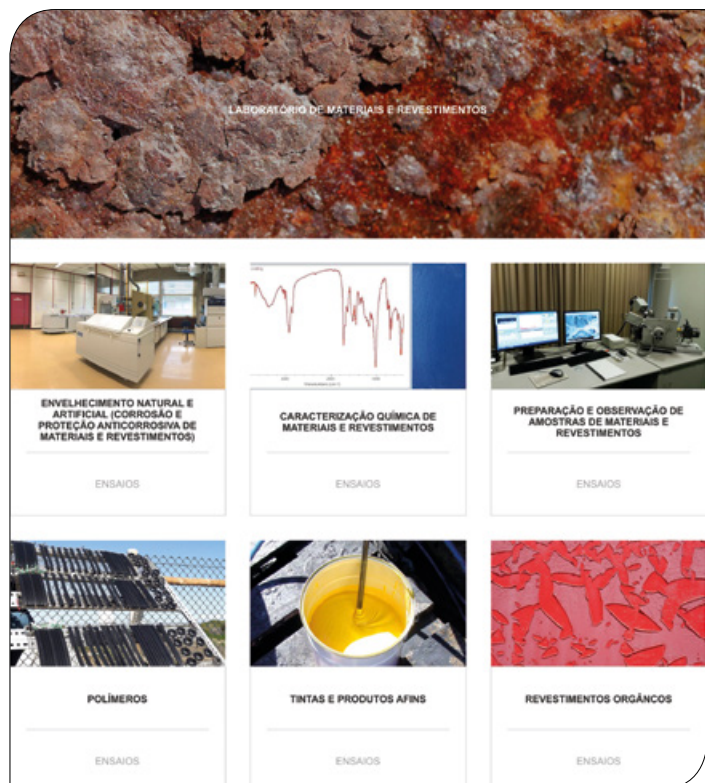 LABORATÓRIO DE MATERIAIS E REVESTIMENTOS
ENVELHECIMENTO NATURAL E
ARTIFICIAL (CORROSÃO E
PROTEÇÃO ANTICORROSIVA DE
MATERIAIS E REVESTIMENTOS)
ENSAIOS
CARACTERIZAÇÃO QUÍMICA DE
MATERIAIS E REVESTIMENTOS
ENSAIOS
PREPARAÇÃO E OBSERVAÇÃO DE
AMOSTRAS DE MATERIAIS E
REVESTIMENTOS
ENSAIOS
POLÍMEROS
ENSAIOS
TINTAS E PRODUTOS AFINS
ENSAIOS
REVESTIMENTOS ORGÂNCOS
ENSAIOS